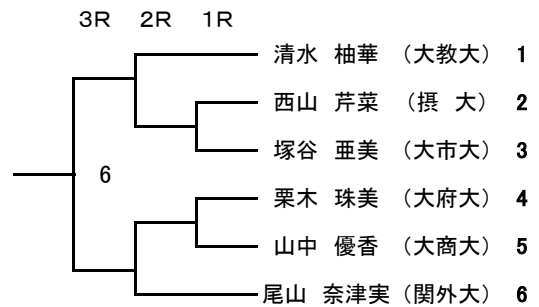 3R 2R 1R
清水 柚華 (大教大) 1
西山 芹菜 (摂 大) 2
塚谷 亜美 (大市大) 3
6
栗木 珠美 (大府大) 4
山中 優香 (大商大) 5
尾山 奈津実 (関外大) 6